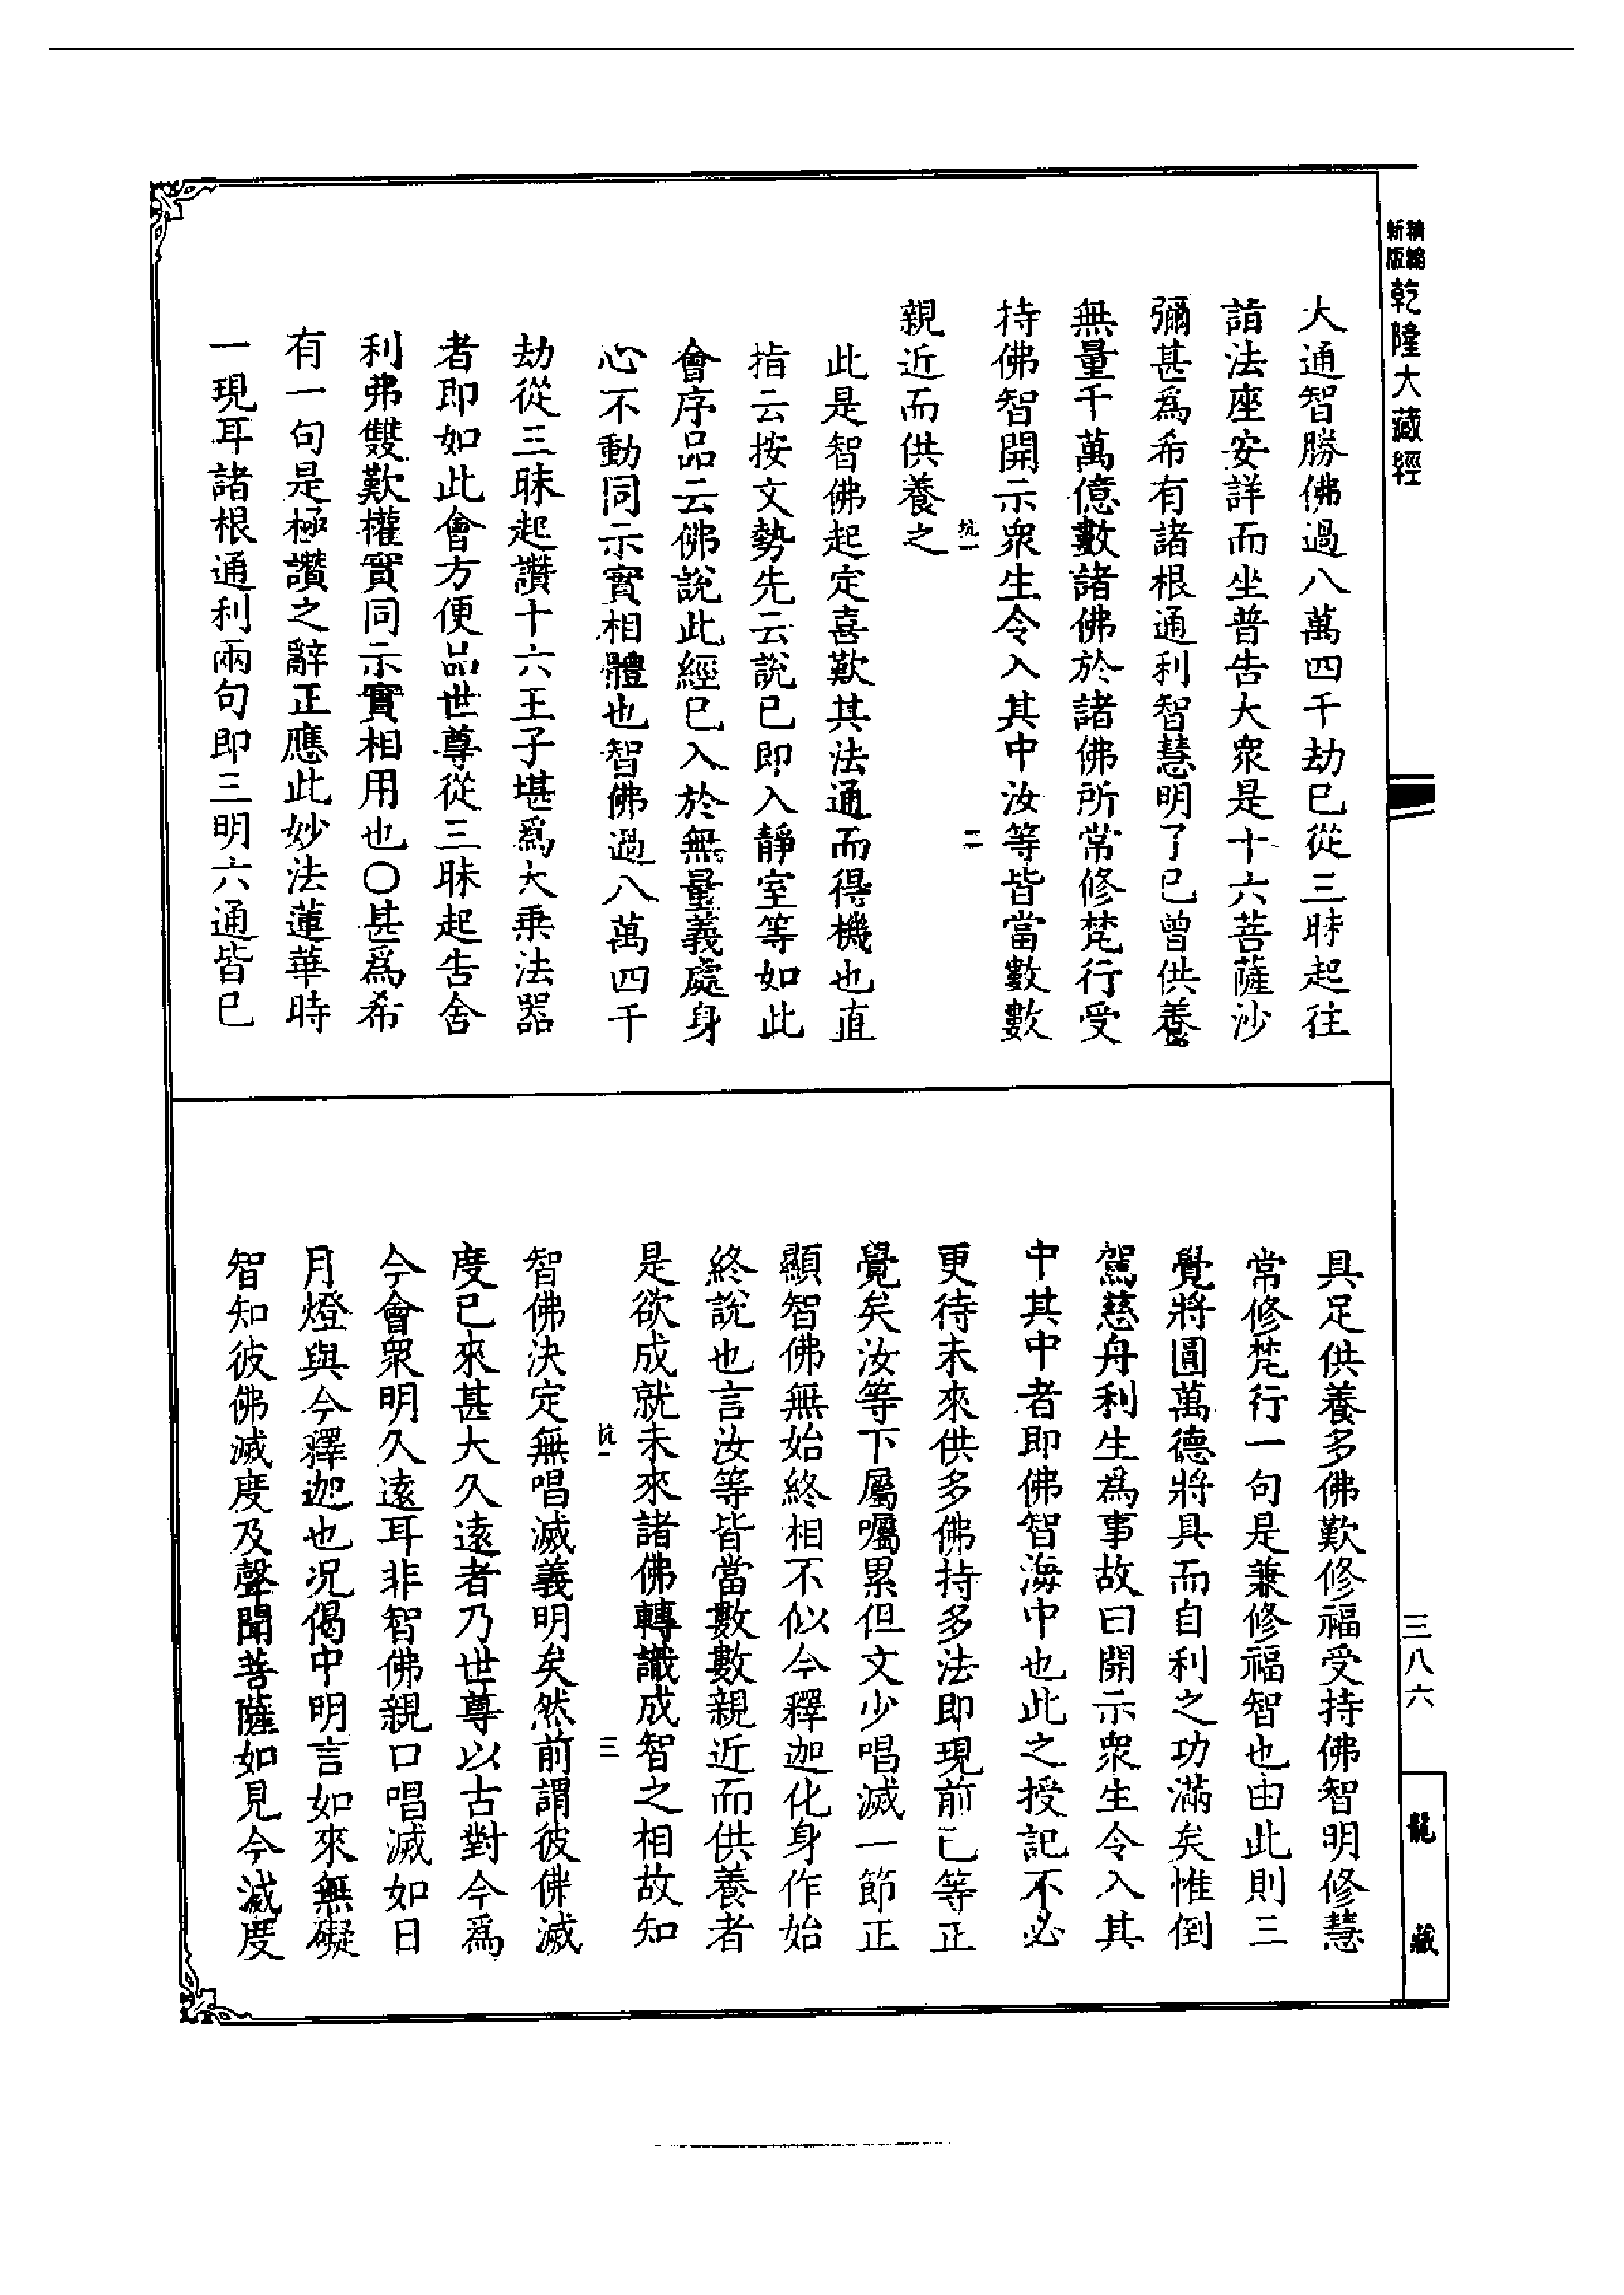 精縮新版 乾隆大藏經
大通智勝佛過八萬四千劫已從三昧起往
詣法座安詳而坐普告大眾是十六菩薩沙
彌甚爲希有諸根通利智慧明了已曾供養
無量千萬億數諸佛於諸佛所常修梵行受
持佛智開示眾生令入其中汝等皆當數數
坑一 二
親近而供養之
此是智佛起定喜歎其法通而得機也直
指云按文勢先云說已即入靜室等如此
會序品云佛說此經已入於無量義處身
心不動同示實相體也智佛過八萬四千
劫從三昧起讚十六王子堪爲大乗法器
者即如此會方便品世尊從三昧起告舍
利弗雙歎權實同示實相用也〇甚爲希
有一句是極讚之辭正應此妙法蓮華時
一現耳諸根通利兩句即三明六通皆已
具足供養多佛歎修福受持佛智明修慧
常修梵行一句是兼修福智也由此則三
覺將圓萬德將具而自利之功滿矣惟倒
駕慈舟利生爲事故曰開示眾生令入其
中其中者即佛智海中也此之授記不必
更待未來供多佛持多法即現前已等正
覺矣汝等下屬囑累但文少唱滅一節正
顯智佛無始終相不似今釋迦化身作始
終說也言汝等皆當數數親近而供養者
是欲成就未來諸佛轉識成智之相故知
坑一 三
智佛決定無唱滅義明矣然前謂彼佛滅
度已來甚大久遠者乃世尊以古對今爲
今會眾明久遠耳非智佛親口唱滅如日
月燈與今釋迦也况偈中明言如來無礙
智知彼佛滅度及聲聞菩薩如見今滅度
三八六
龍藏